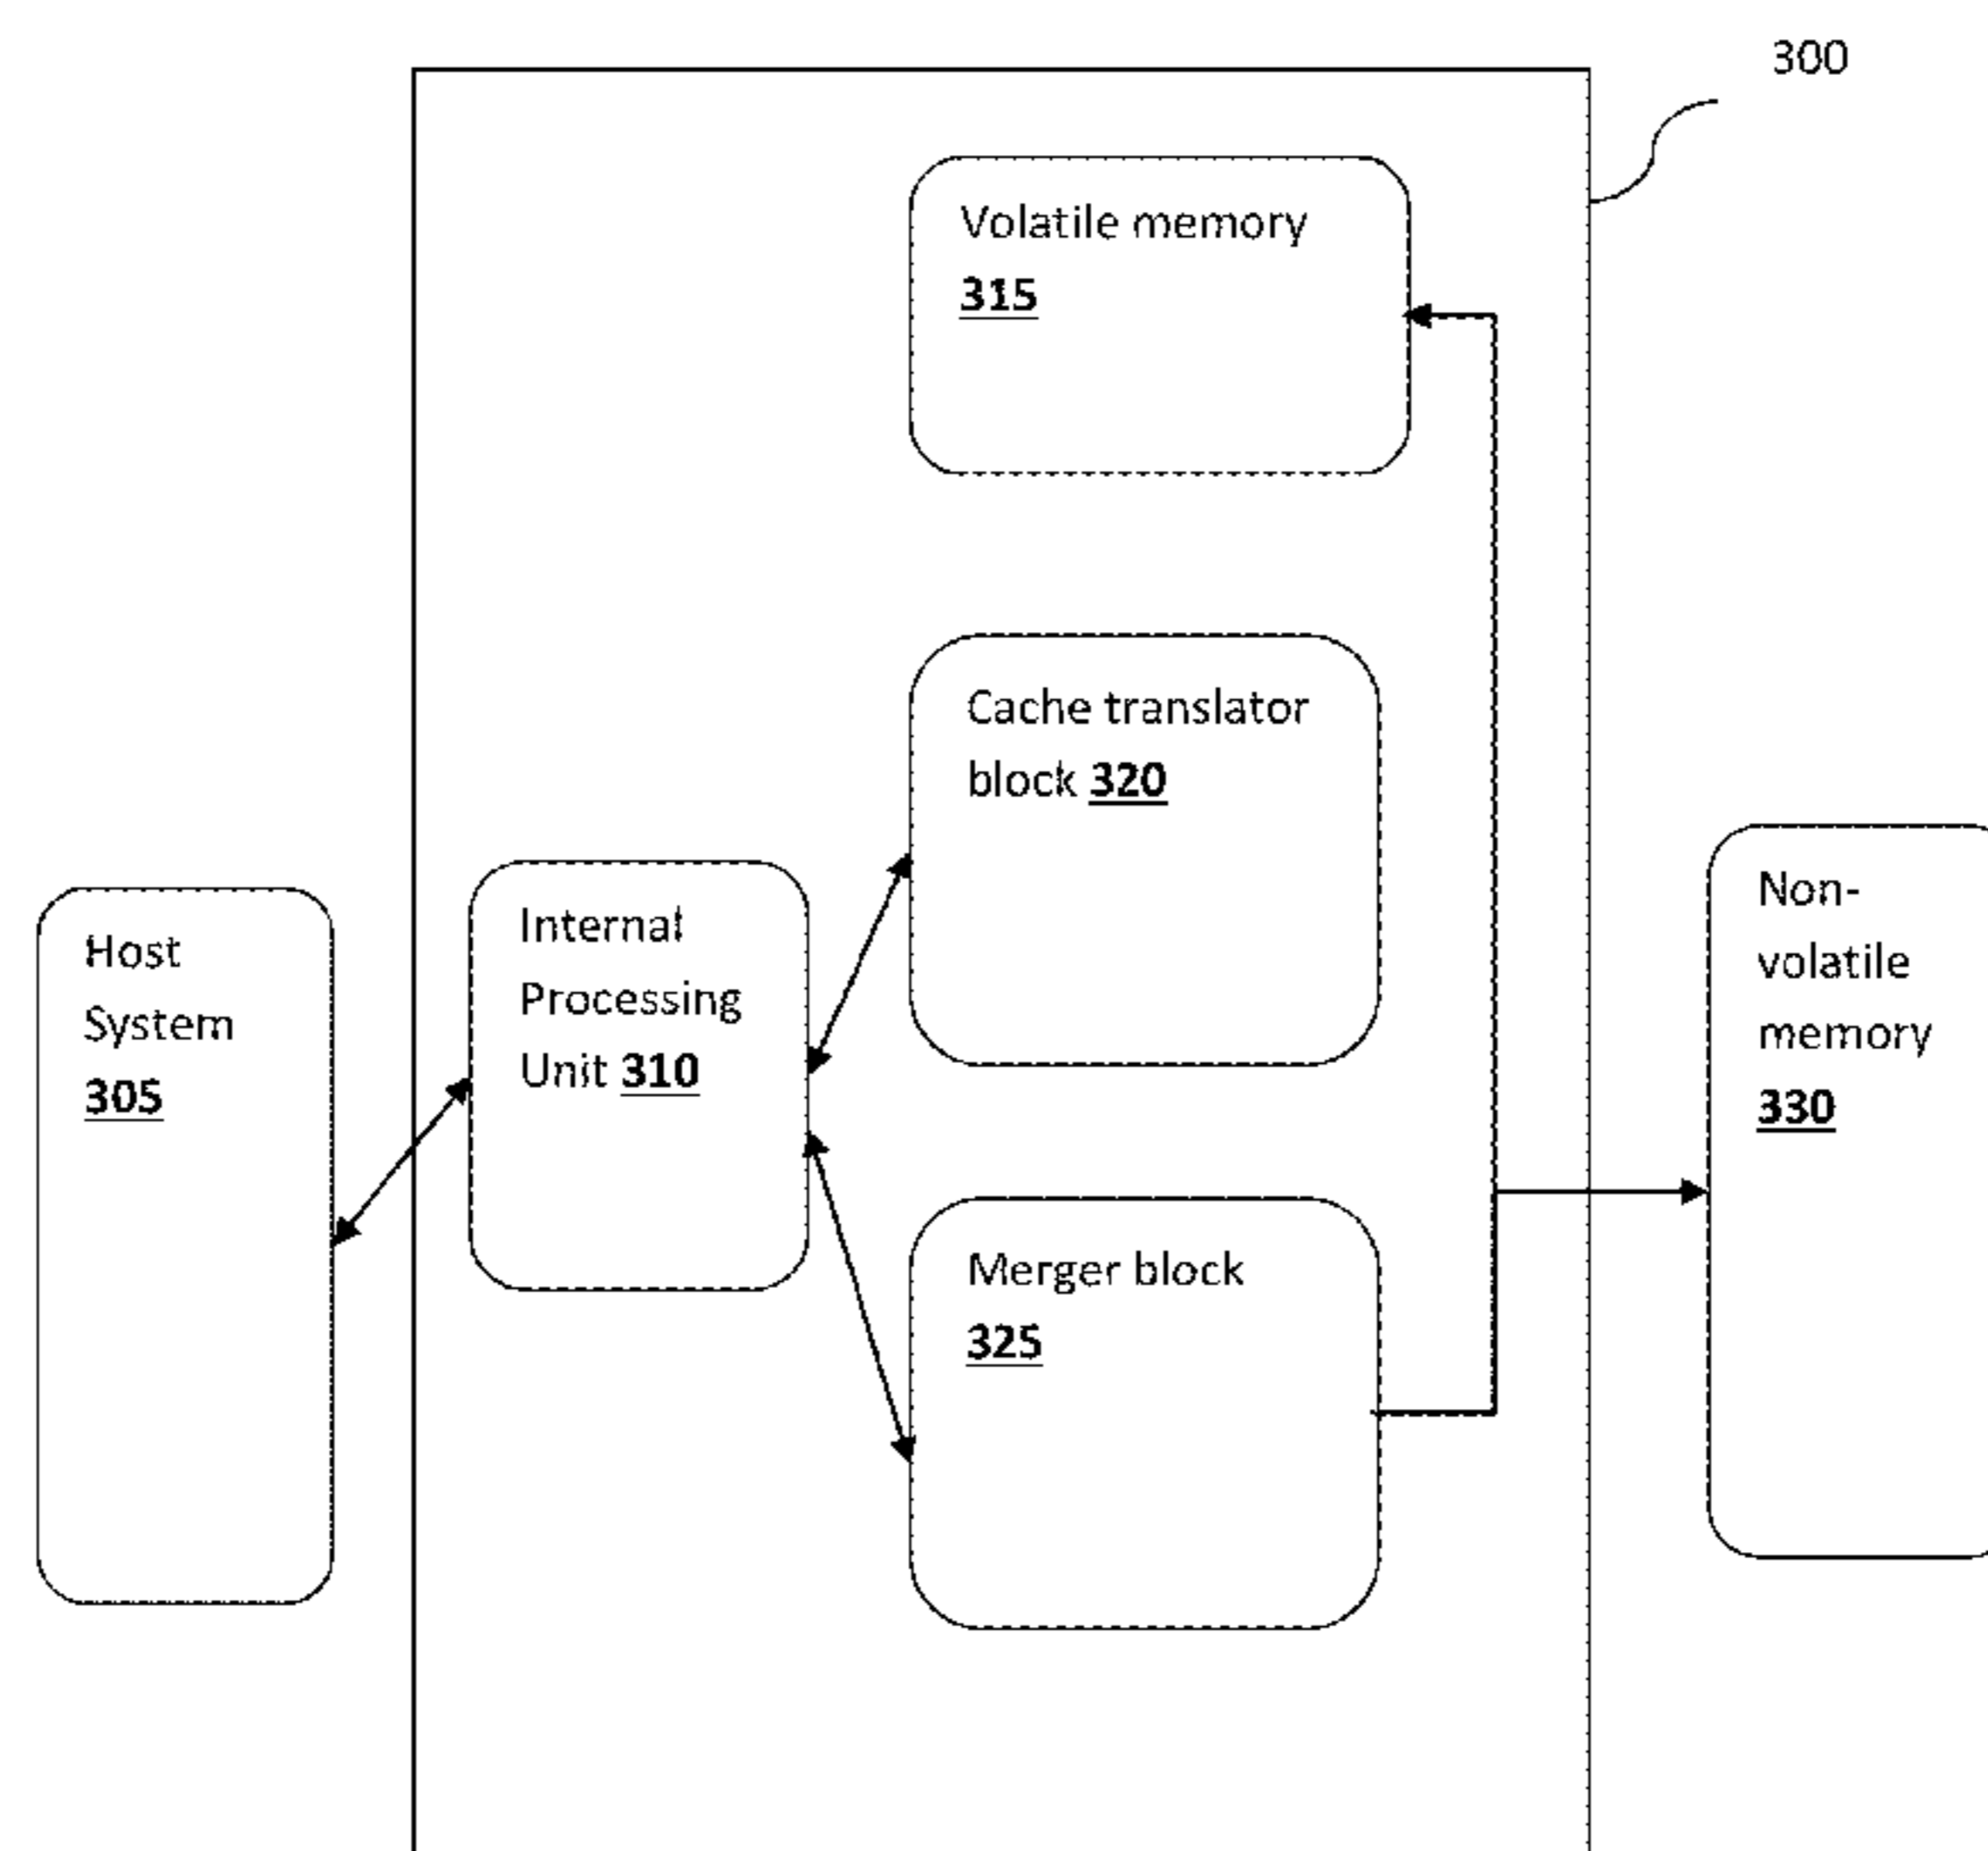 300
Volatile memory
315
Cache translator
block 320
Internal
Processing
Unit 310
Host
System
305
Non-
volatile
memory
330
Merger block
325